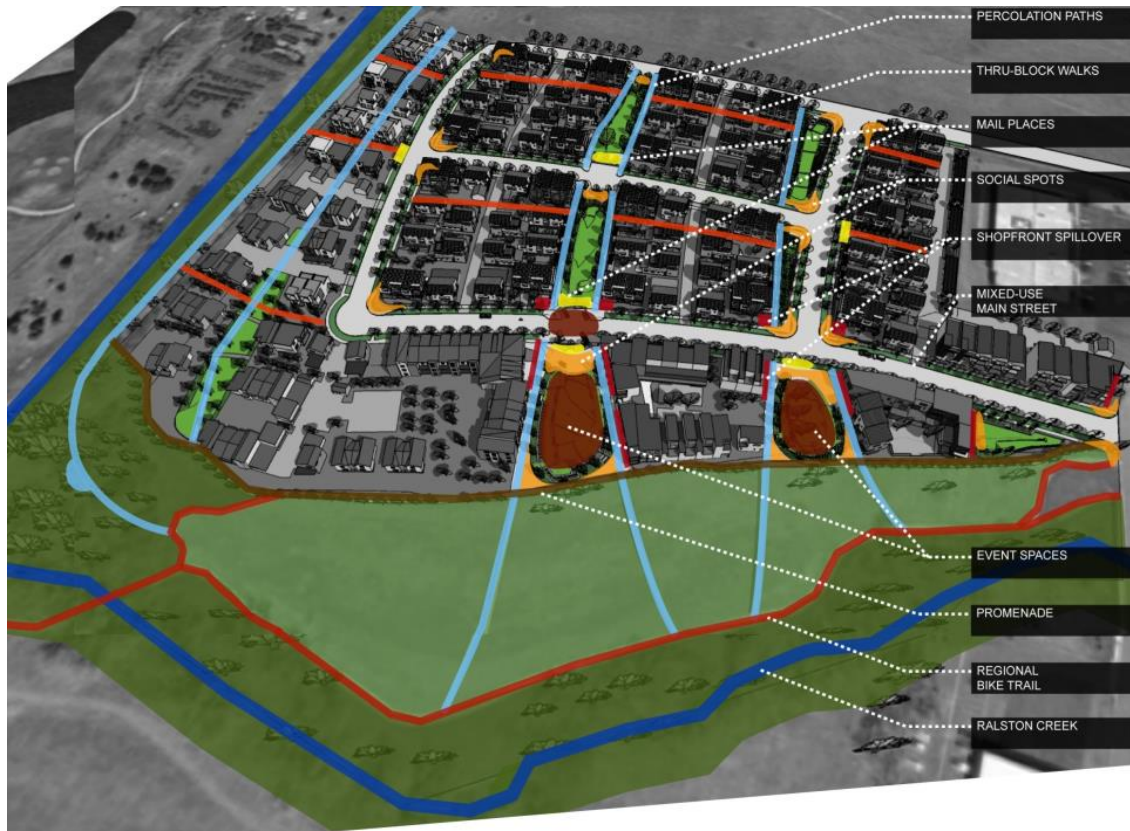 PERCOLATION PATHS
THRU-BLOCK WALKS
MAIL PLACES
SOCIAL SPOTS
SHOPFRONT SPILLOVER
MIXED-USE
MAIN STREET
EVENT SPACES
PROMENADE
REGIONAL
BIKE TRAIL
RALSTON CREEK